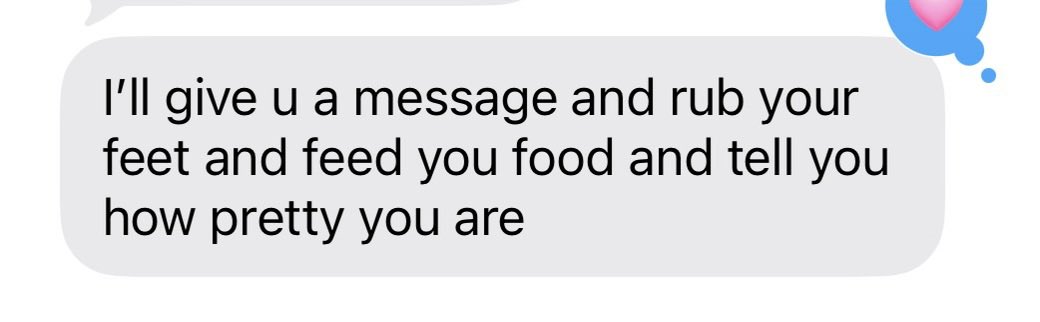 I’ll give u a message and rub your
feet and feed you food and tell you
how pretty you are